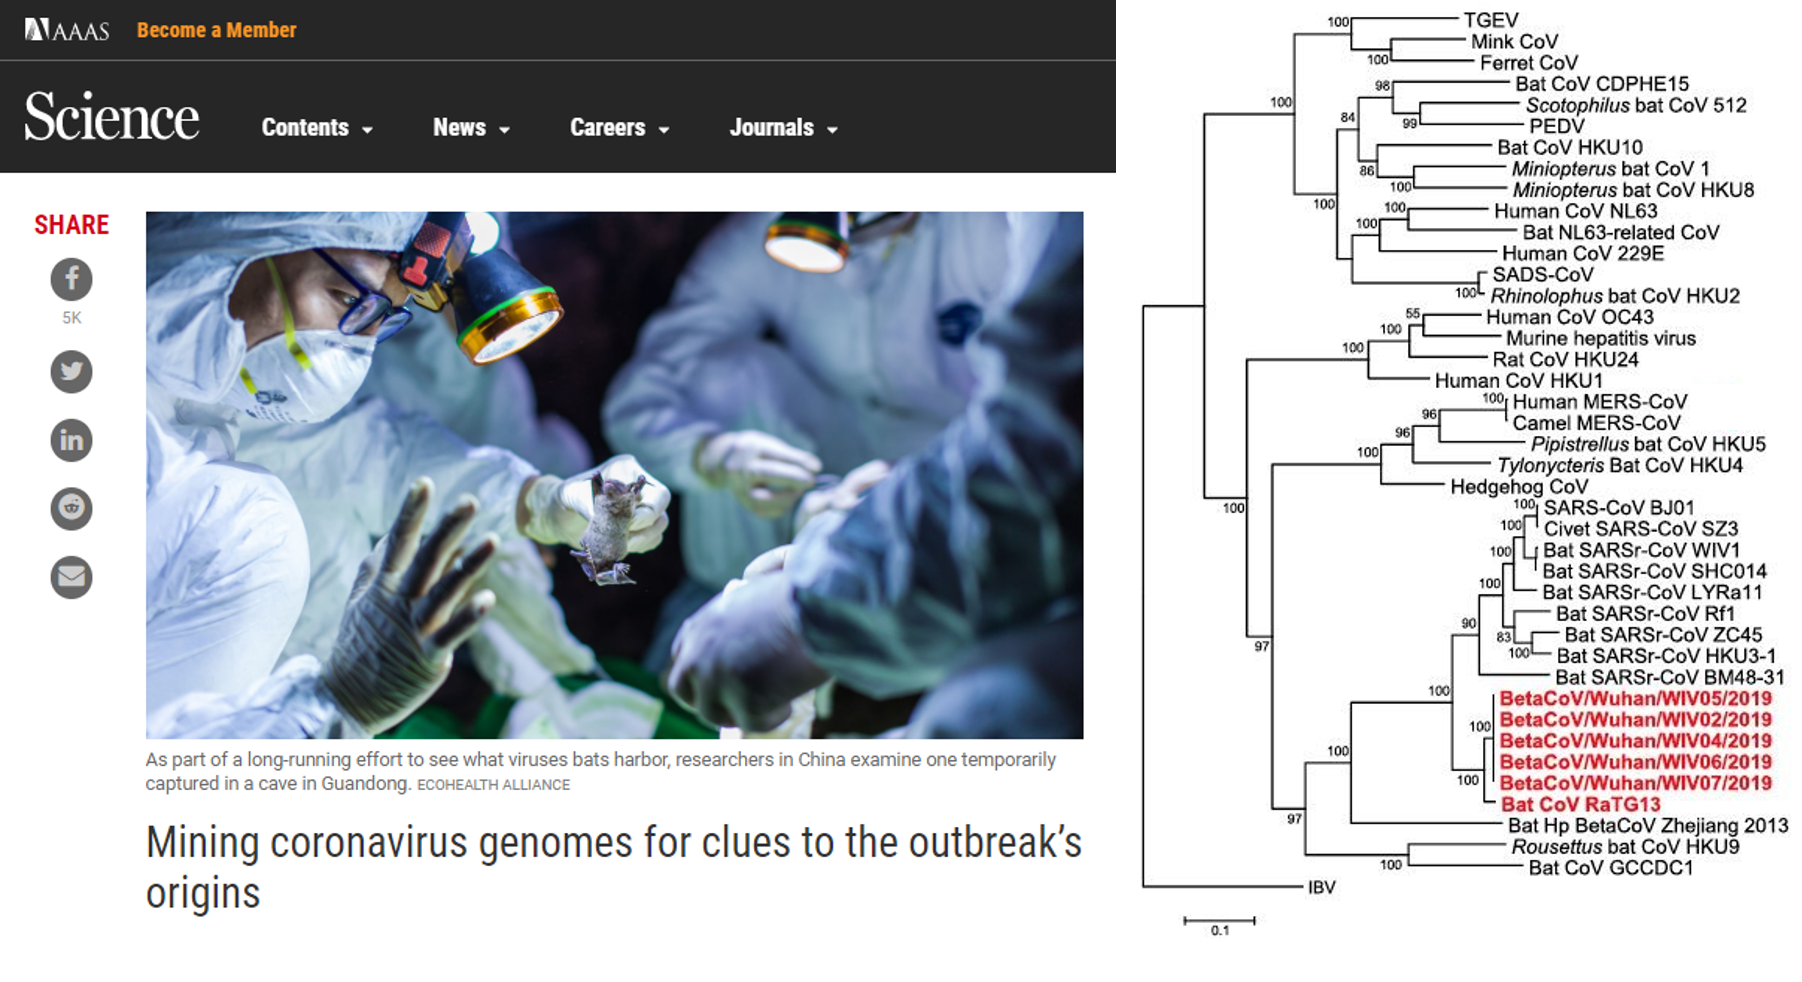 AAAS Become a Member
Science Contents News Careers Journals
SHARE
5K
As part of a long-running effort to see what viruses bats harbor, researchers in China examine one temporarily
captured in a cave in Guandong. ECOHEALTH ALLIANCE
Mining coronavirus genomes for clues to the outbreak’s
origins
100 TGEV
Mink CoV
100 Ferret CoV
98 Bat CoV CDPHE15
100 Scotophilus bat CoV 512
84 99 PEDV
Bat CoV HKU10
86 Miniopterus bat CoV 1
100 Miniopterus bat CoV HKU8
100 100 Human CoV NL63
100 Bat NL63-related CoV
Human CoV 229E
SADS-CoV
100 Rhinolophus bat CoV HKU2
55 Human CoV OC43
100 Murine hepatitis virus
100 Rat CoV HKU24
Human CoV HKU1
100 Human MERS-CoV
96 Camel MERS-CoV
96 Pipistrellus bat CoV HKU5
100 Tylonycteris Bat CoV HKU4
Hedgehog CoV
100 100 SARS-CoV BJ01
100 Civet SARS-CoV SZ3
100 Bat SARSr-CoV WIV1
Bat SARSr-CoV SHC014
100 Bat SARSr-CoV LYRa11
Bat SARSr-CoV Rf1
90 83 Bat SARSr-CoV ZC45
97 100 Bat SARSr-CoV HKU3-1
Bat SARSr-CoV BM48-31
100 BetaCoV/Wuhan/WIV05/2019
100 BetaCoV/Wuhan/WIV02/2019
100 BetaCoV/Wuhan/WIV04/2019
BetaCoV/Wuhan/WIV06/2019
100 BetaCoV/Wuhan/WIV07/2019
Bat CoV RaTG13
97 Bat Hp BetaCoV Zhejiang 2013
Rousettus bat CoV HKU9
100 Bat CoV GCCDC1
IBV
0.1